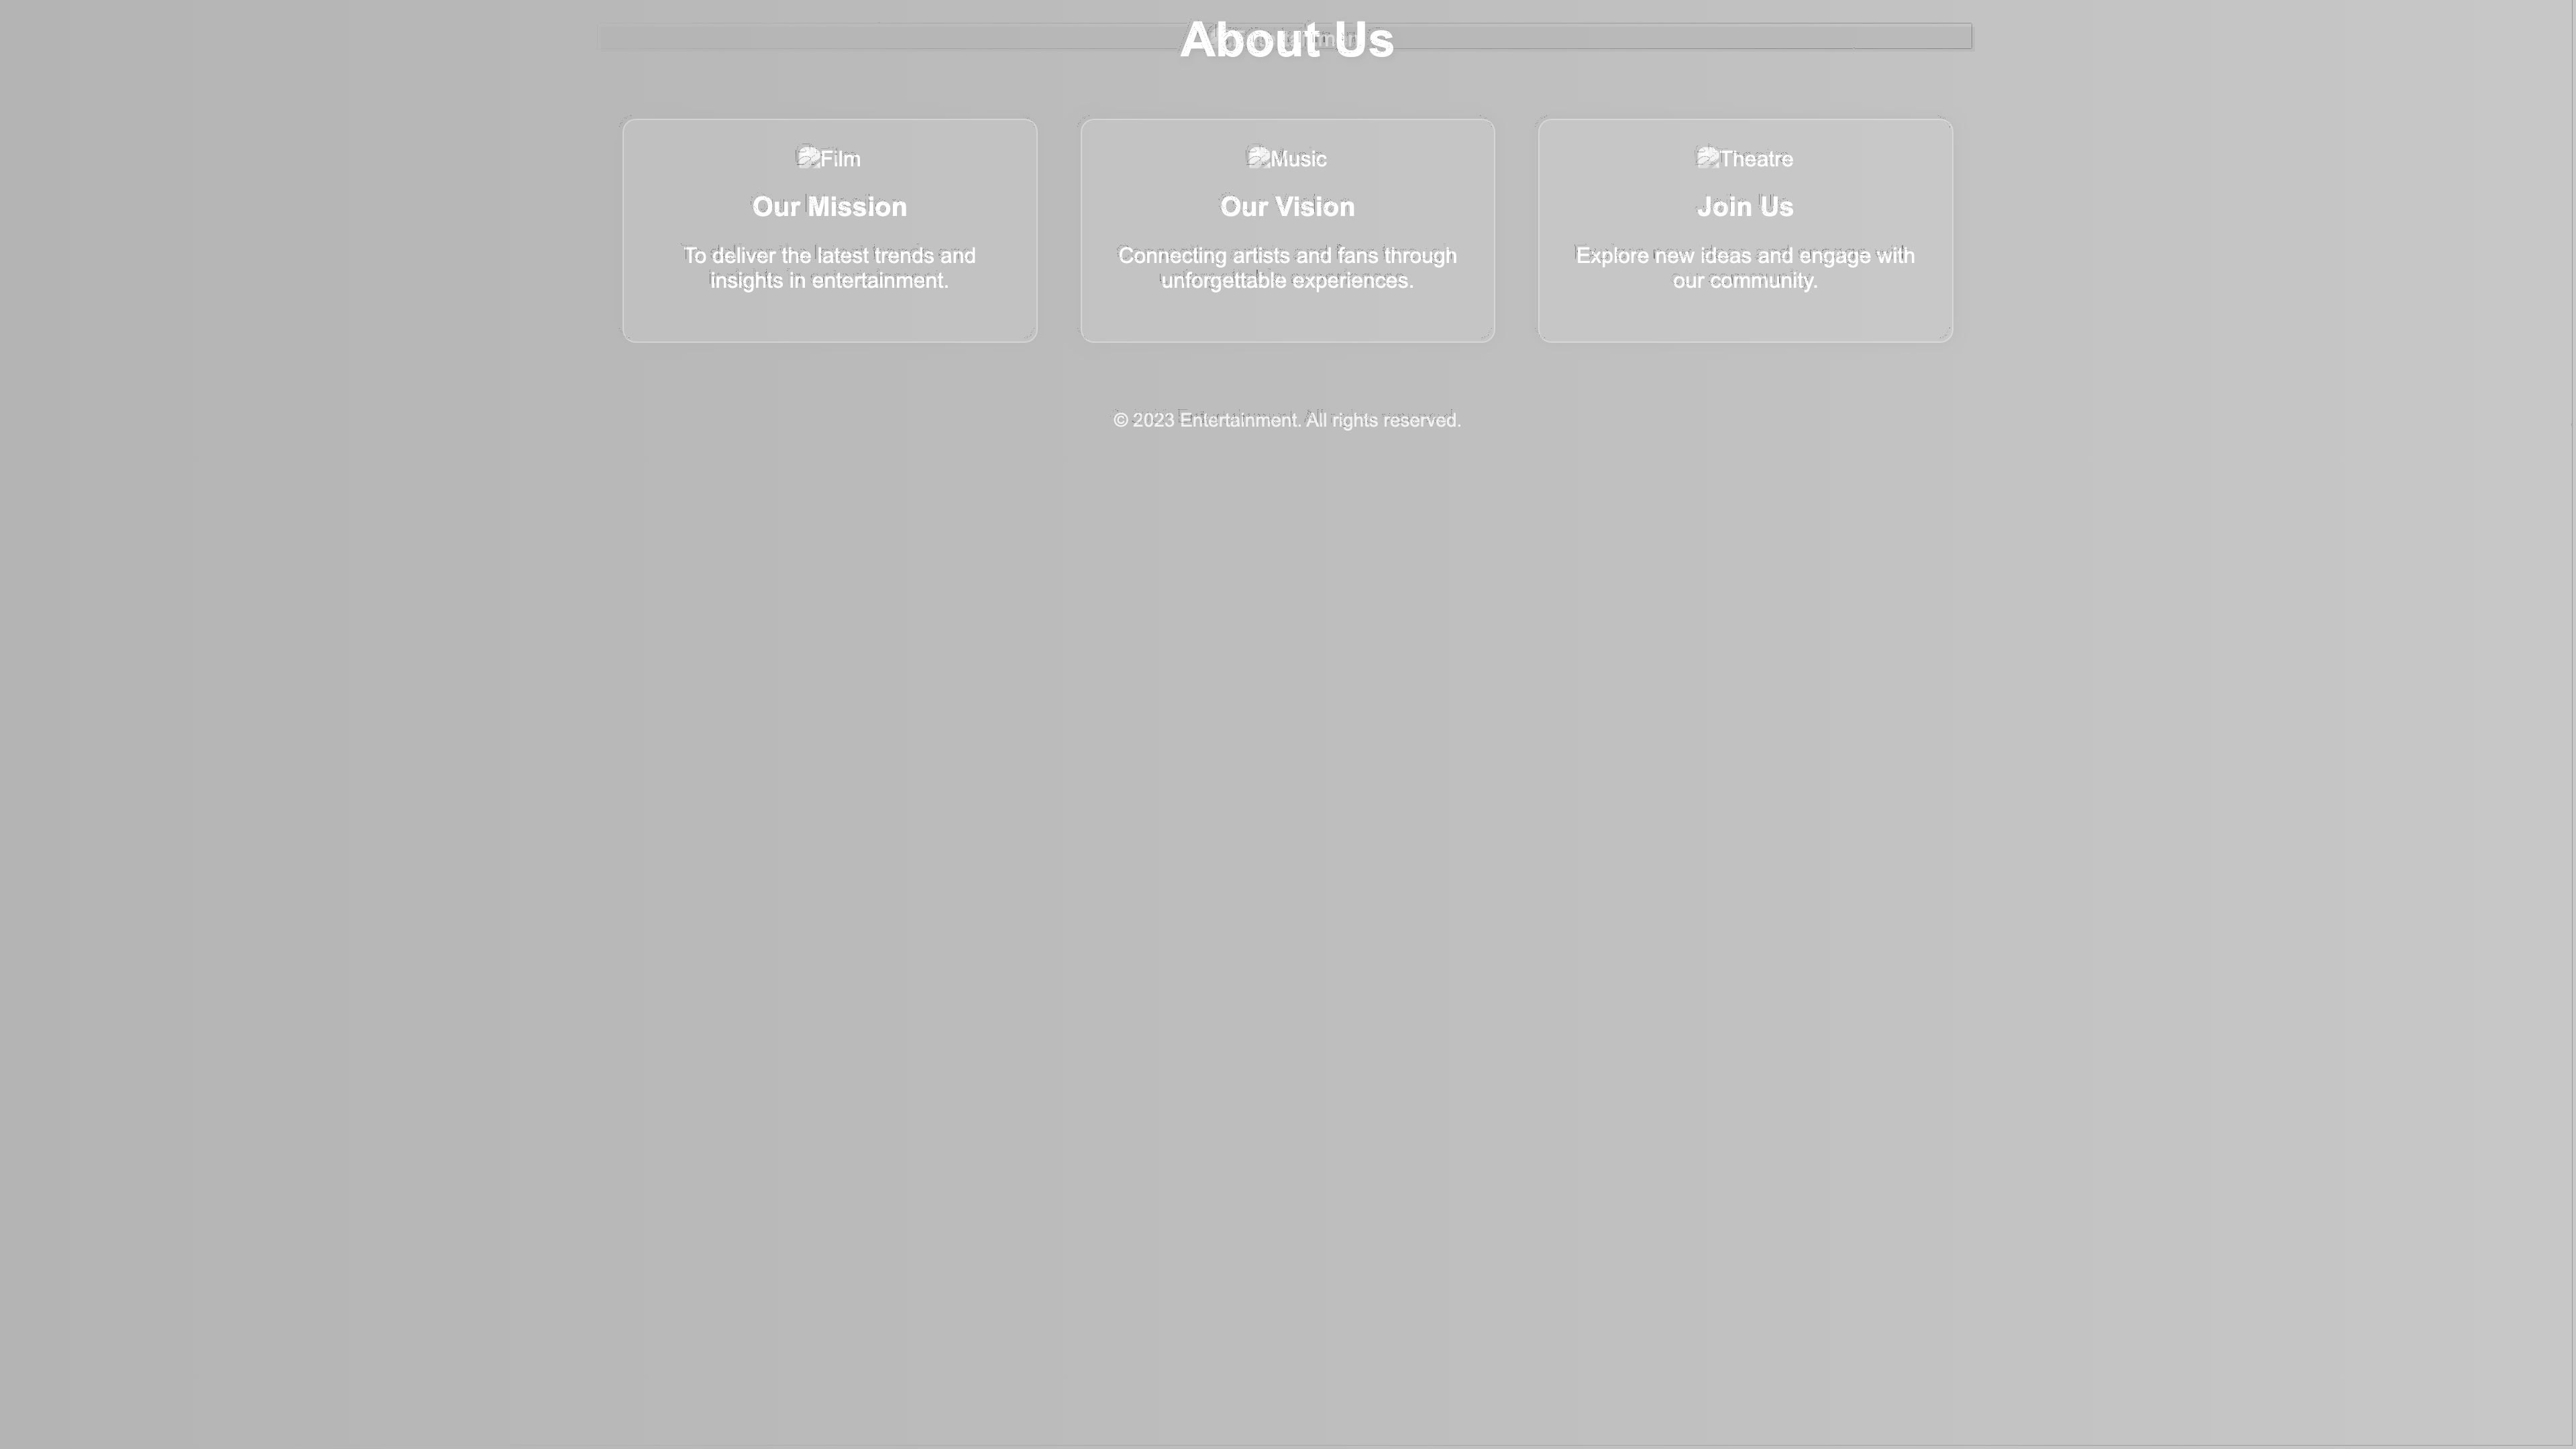 About Us
Film
Music
Theatre
Our Mission
Our Vision
Join Us
To deliver the latest trends and
insights in entertainment.
Connecting artists and fans through
unforgettable experiences.
Explore new ideas and engage with
our community.
© 2023 Entertainment. All rights reserved.